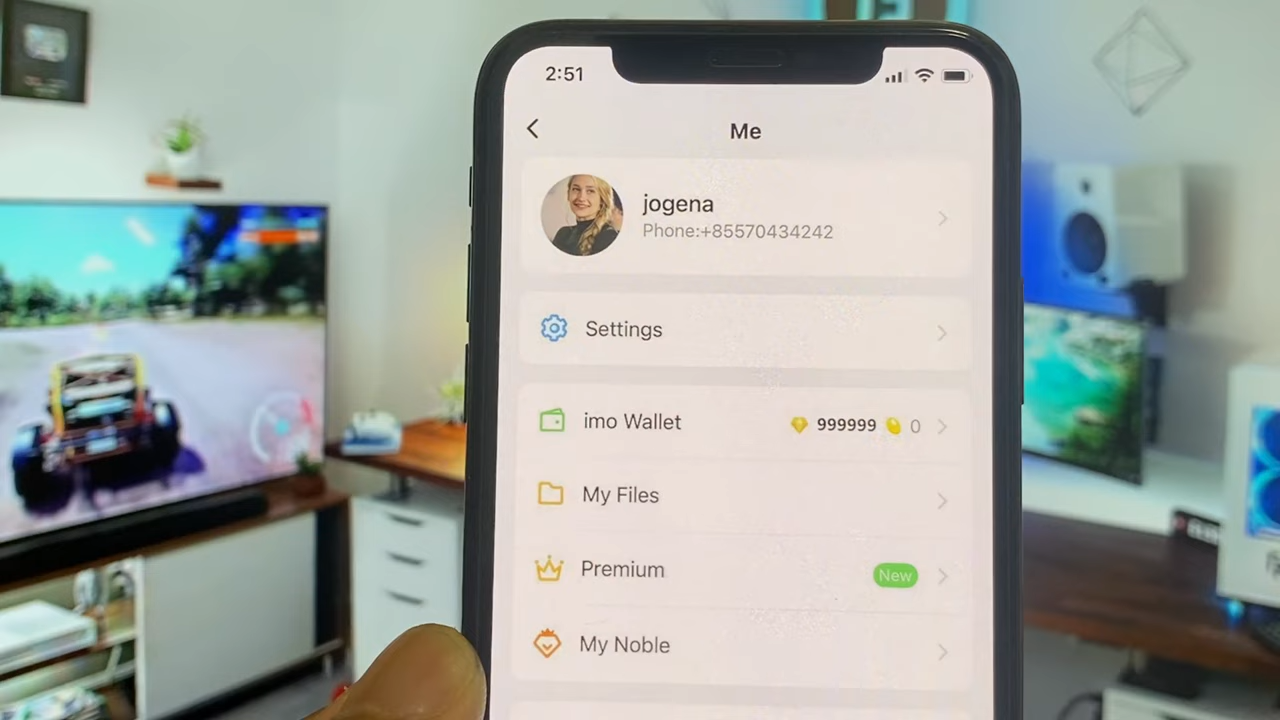 2:51
Me
jogena
Phone:+85570434242
Settings
imo Wallet 999999 0
My Files
Premium New
My Noble